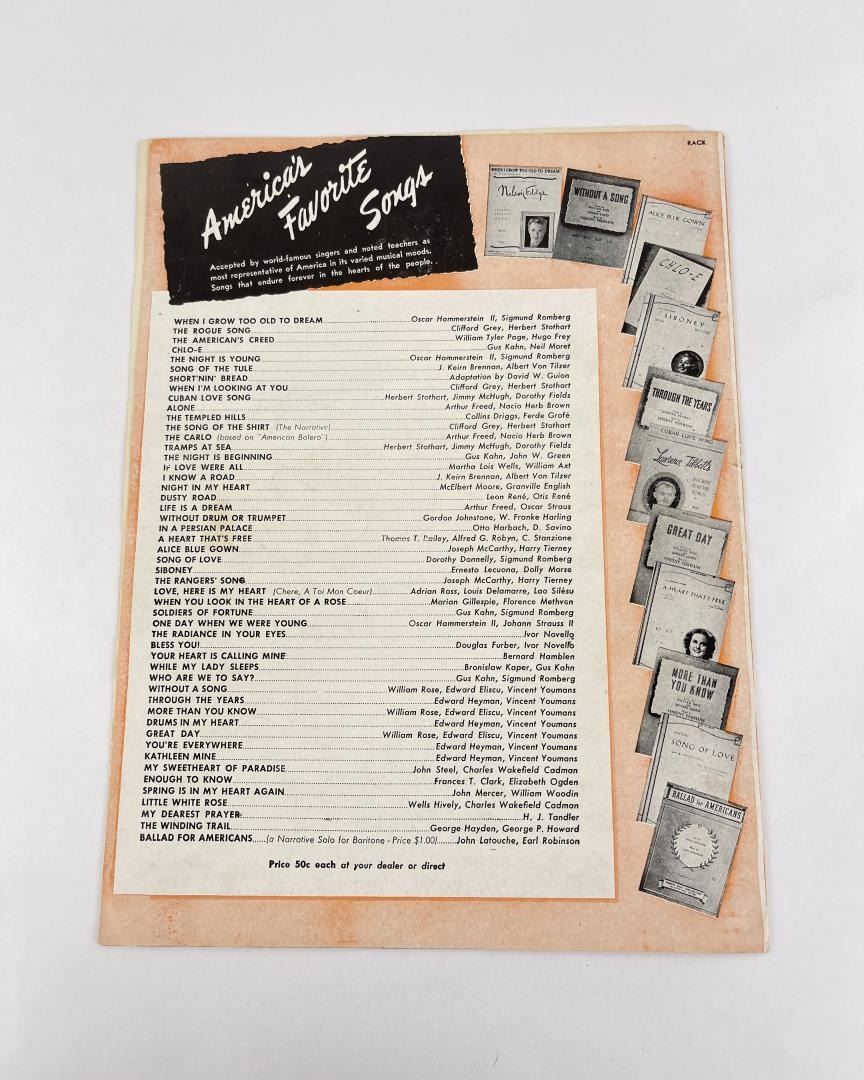 RACK
America's
Favorite
Songs
Accepted by world-famous singers and noted teachers as
most representative of America in its varied musical moods.
Songs that endure forever in the hearts of the people.
WHEN I GROW TOO OLD TO DREAM Oscar Hammerstein II, Sigmund Romberg
THE ROGUE SONG Clifford Grey, Herbert Stothart
THE AMERICAN'S CREED William Tyler Page, Hugo Frey
CHLO-E Gus Kahn, Neil Moret
THE NIGHT IS YOUNG Oscar Hammerstein II, Sigmund Romberg
SONG OF THE TULE J. Keirn Brennan, Albert Von Tilzer
SHORT'NIN' BREAD Adaptation by David W. Guion
WHEN I'M LOOKING AT YOU Clifford Grey, Herbert Stothart
CUBAN LOVE SONG Herbert Stothart, Jimmy McHugh, Dorothy Fields
ALONE Arthur Freed, Nacio Herb Brown
THE TEMPLED HILLS Collins Driggs, Ferde Grofé
THE SONG OF THE SHIRT (The Narrative) Clifford Grey, Herbert Stothart
THE CARLO (based on "American Bolero") Arthur Freed, Nacio Herb Brown
TRAMPS AT SEA Herbert Stothart, Jimmy McHugh, Dorothy Fields
THE NIGHT IS BEGINNING Gus Kahn, John W. Green
IF LOVE WERE ALL Martha Lois Wells, William Axt
I KNOW A ROAD J. Keirn Brennan, Albert Von Tilzer
NIGHT IN MY HEART McElbert Moore, Granville English
DUSTY ROAD Leon René, Otis René
LIFE IS A DREAM Arthur Freed, Oscar Straus
WITHOUT DRUM OR TRUMPET Gordon Johnstone, W. Franke Harling
IN A PERSIAN PALACE Otto Harbach, D. Savino
A HEART THAT'S FREE Thomas T. Railey, Alfred G. Robyn, C. Stanzione
ALICE BLUE GOWN Joseph McCarthy, Harry Tierney
SONG OF LOVE Dorothy Donnelly, Sigmund Romberg
SIBONEY Ernesto Lecuona, Dolly Morse
THE RANGERS' SONG Joseph McCarthy, Harry Tierney
LOVE, HERE IS MY HEART (Chere, A Toi Mon Coeur) Adrian Ross, Louis Delamarre, Lao Silésu
WHEN YOU LOOK IN THE HEART OF A ROSE Marian Gillespie, Florence Methven
SOLDIERS OF FORTUNE Gus Kahn, Sigmund Romberg
ONE DAY WHEN WE WERE YOUNG Oscar Hammerstein II, Johann Strauss II
THE RADIANCE IN YOUR EYES Ivor Novello
BLESS YOU! Douglas Furber, Ivor Novello
YOUR HEART IS CALLING MINE Bernard Hamblen
WHILE MY LADY SLEEPS Bronislaw Kaper, Gus Kahn
WHO ARE WE TO SAY? Gus Kahn, Sigmund Romberg
WITHOUT A SONG William Rose, Edward Eliscu, Vincent Youmans
THROUGH THE YEARS Edward Heyman, Vincent Youmans
MORE THAN YOU KNOW William Rose, Edward Eliscu, Vincent Youmans
DRUMS IN MY HEART Edward Heyman, Vincent Youmans
GREAT DAY William Rose, Edward Eliscu, Vincent Youmans
YOU'RE EVERYWHERE Edward Heyman, Vincent Youmans
KATHLEEN MINE Edward Heyman, Vincent Youmans
MY SWEETHEART OF PARADISE John Steel, Charles Wakefield Cadman
ENOUGH TO KNOW Frances T. Clark, Elizabeth Ogden
SPRING IS IN MY HEART AGAIN John Mercer, William Woodin
LITTLE WHITE ROSE Wells Hively, Charles Wakefield Cadman
MY DEAREST PRAYER H. J. Tandler
THE WINDING TRAIL George Hayden, George P. Howard
BALLAD FOR AMERICANS (a Narrative Solo for Baritone - Price $1.00) John Latouche, Earl Robinson
Price 50c each at your dealer or direct
WHEN I GROW TOO OLD TO DREAM
Nelson Eddy's
WITHOUT A SONG
ALICE BLUE GOWN
CHLO-E
SIBONEY
THROUGH THE YEARS
CUBAN LOVE SONG
Lawrence Tibbett's
GREAT DAY
A HEART THAT'S FREE
MORE THAN
YOU KNOW
SONG OF LOVE
BALLAD for AMERICANS